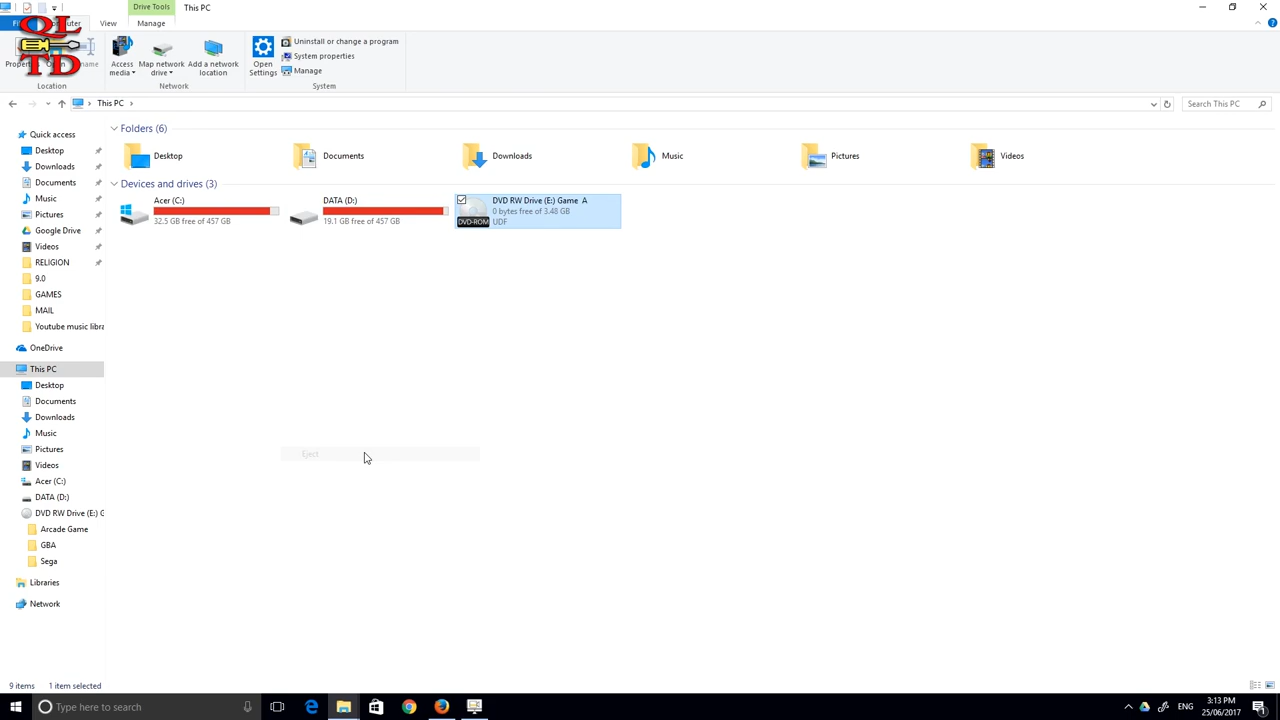 Drive Tools
This PC
View
Manage
QL
TD
Access media
Map network drive
Add a network location
Open Settings
Uninstall or change a program
System properties
Manage
Location
Network
System
This PC
Search This PC
Quick access
Desktop
Downloads
Documents
Music
Pictures
Google Drive
Videos
RELIGION
9.0
GAMES
MAIL
Youtube music libra
OneDrive
This PC
Desktop
Documents
Downloads
Music
Pictures
Videos
Acer (C:)
DATA (D:)
DVD RW Drive (E:) G
Arcade Game
GBA
Sega
Libraries
Network
Folders (6)
Desktop
Documents
Downloads
Music
Pictures
Videos
Devices and drives (3)
Acer (C:)
32.5 GB free of 457 GB
DATA (D:)
19.1 GB free of 457 GB
DVD RW Drive (E:) Game A
0 bytes free of 3.48 GB
UDF
DVD-ROM
Eject
9 items
1 item selected
Type here to search
ENG
3:13 PM
25/06/2017